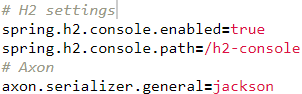 # H2 settings
spring.h2.console.enabled=true
spring.h2.console.path=/h2-console
# Axon
axon.serializer.general=jackson